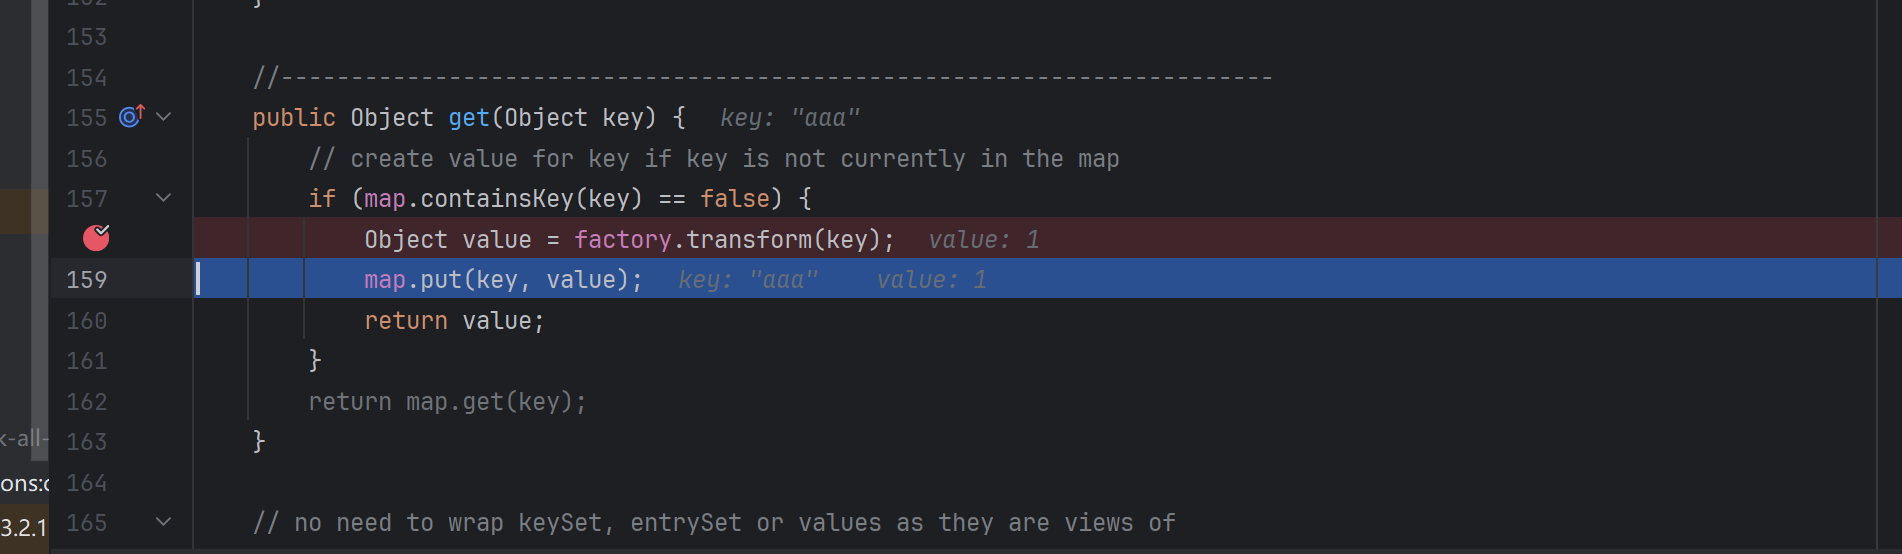 }
153
154 //-----------------------------------------------------------------------
155 public Object get(Object key) { key: "aaa"
156 // create value for key if key is not currently in the map
157 if (map.containsKey(key) == false) {
Object value = factory.transform(key); value: 1
159 map.put(key, value); key: "aaa" value: 1
160 return value;
161 }
162 return map.get(key);
163 }
k-all-
164
ons:c
165 // no need to wrap keySet, entrySet or values as they are views of
3.2.1